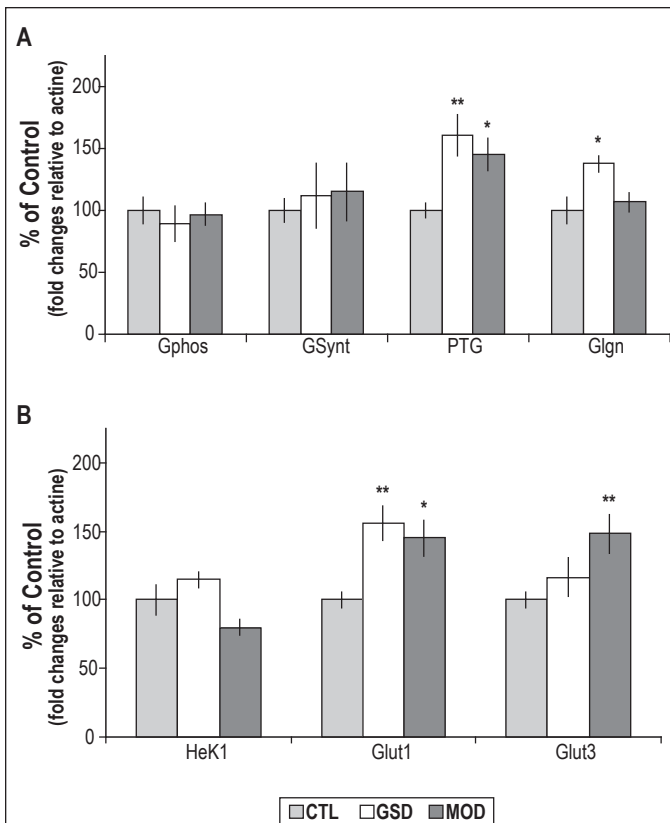 A
% of Control
(fold changes relative to actine)
200
150
100
50
0
**
*
*
Gphos GSynt PTG Glgn
B
% of Control
(fold changes relative to actine)
200
150
100
50
0
**
*
**
HeK1 Glut1 Glut3
CTL GSD MOD